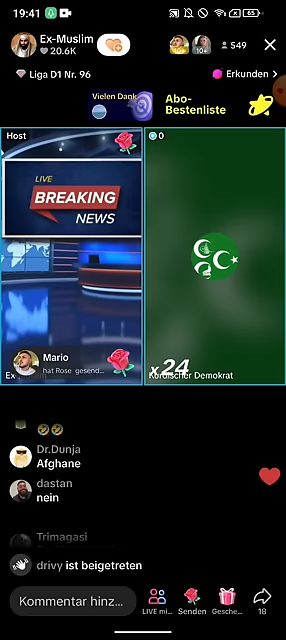 19:41
Ex-Muslim
20.6K
10+
549
Liga D1 Nr. 96
Erkunden
Vielen Dank
Abo-
Bestenliste
Host
0
LIVE
BREAKING
NEWS
Mario
hat Rose gesend...
Ex
x24
Kurdischer Demokrat
Dr.Dunja
Afghane
dastan
nein
Trimagasi
drivy ist beigetreten
Kommentar hinz...
LIVE mi...
Senden
Gesche...
18